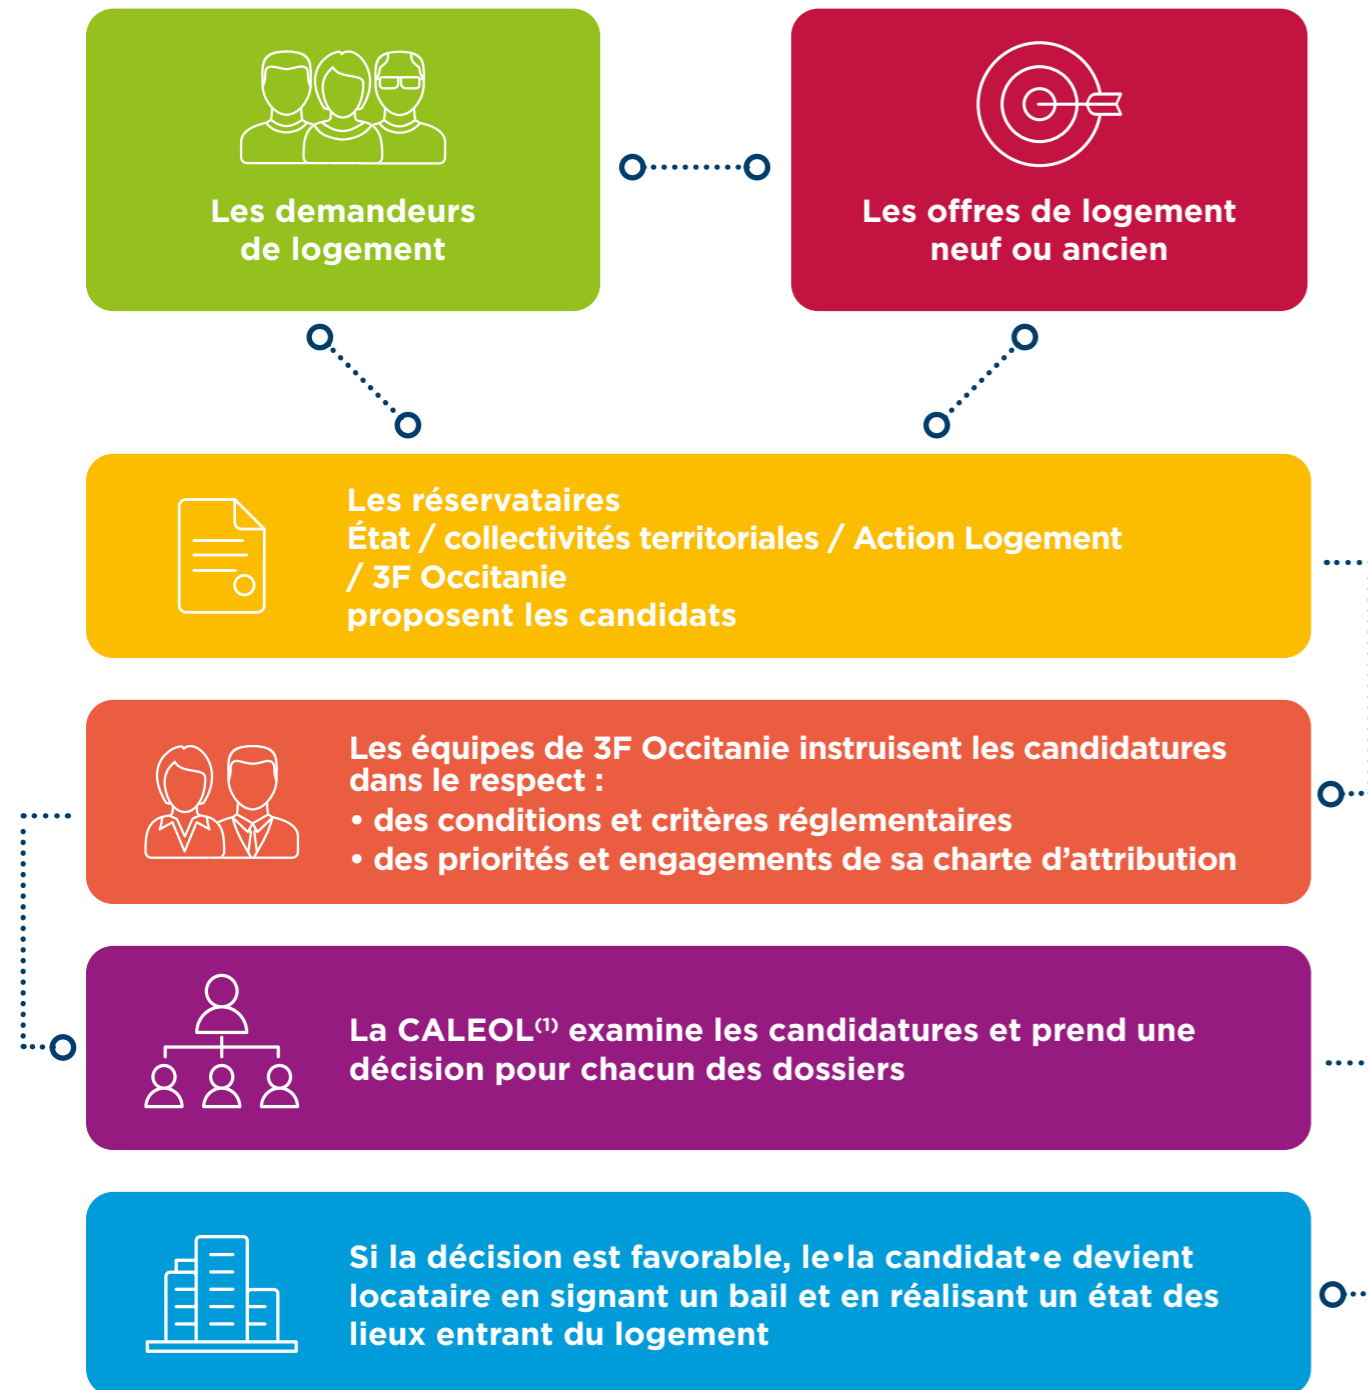 Les demandeurs
de logement
Les offres de logement
neuf ou ancien
Les réservataires
État / collectivités territoriales / Action Logement
/ 3F Occitanie
proposent les candidats
Les équipes de 3F Occitanie instruisent les candidatures
dans le respect :
• des conditions et critères réglementaires
• des priorités et engagements de sa charte d’attribution
La CALEOL(1) examine les candidatures et prend une
décision pour chacun des dossiers
Si la décision est favorable, le•la candidat•e devient
locataire en signant un bail et en réalisant un état des
lieux entrant du logement